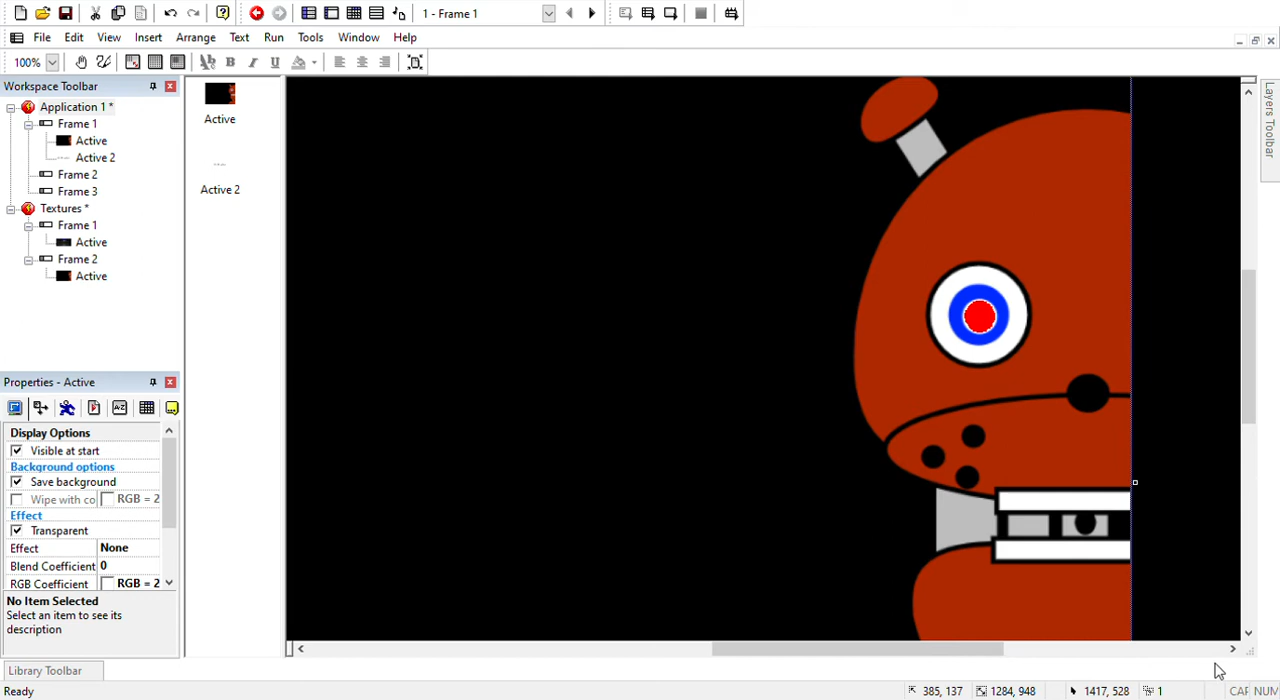 1 - Frame 1
File Edit View Insert Arrange Text Run Tools Window Help
100% B I U
Workspace Toolbar
Application 1 *
Frame 1
Active
Active 2
Frame 2
Frame 3
Textures *
Frame 1
Active
Frame 2
Active
Active
Active 2
Layers Toolbar
Properties - Active
Display Options
Visible at start
Background options
Save background
Wipe with co RGB = 2
Effect
Transparent
Effect None
Blend Coefficient 0
RGB Coefficient RGB = 2
No Item Selected
Select an item to see its
description
Library Toolbar
Ready 385, 137 1284, 948 1417, 528 1 CAP NUM